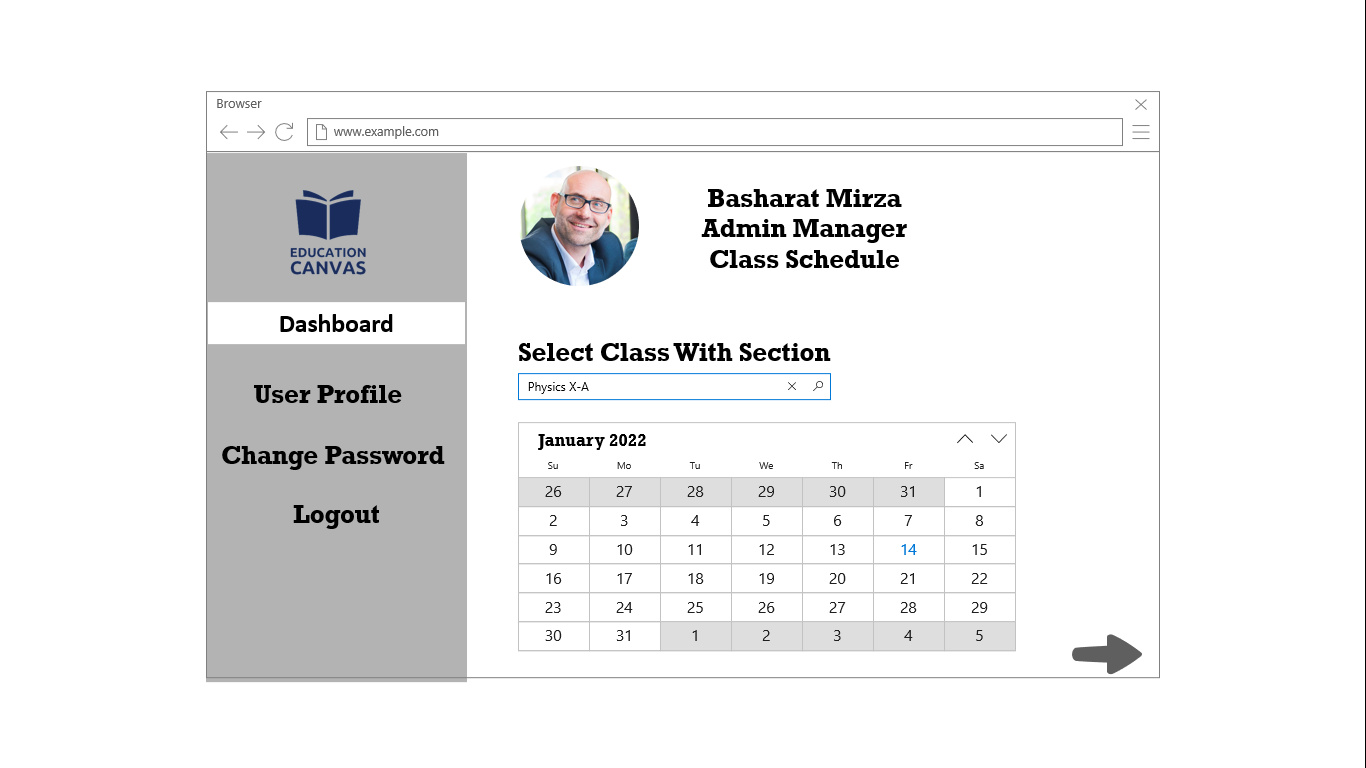 Browser
www.example.com
EDUCATION
CANVAS
Dashboard
User Profile
Change Password
Logout
Basharat Mirza
Admin Manager
Class Schedule
Select Class With Section
Physics X-A
January 2022
Su Mo Tu We Th Fr Sa
26 27 28 29 30 31 1
2 3 4 5 6 7 8
9 10 11 12 13 14 15
16 17 18 19 20 21 22
23 24 25 26 27 28 29
30 31 1 2 3 4 5